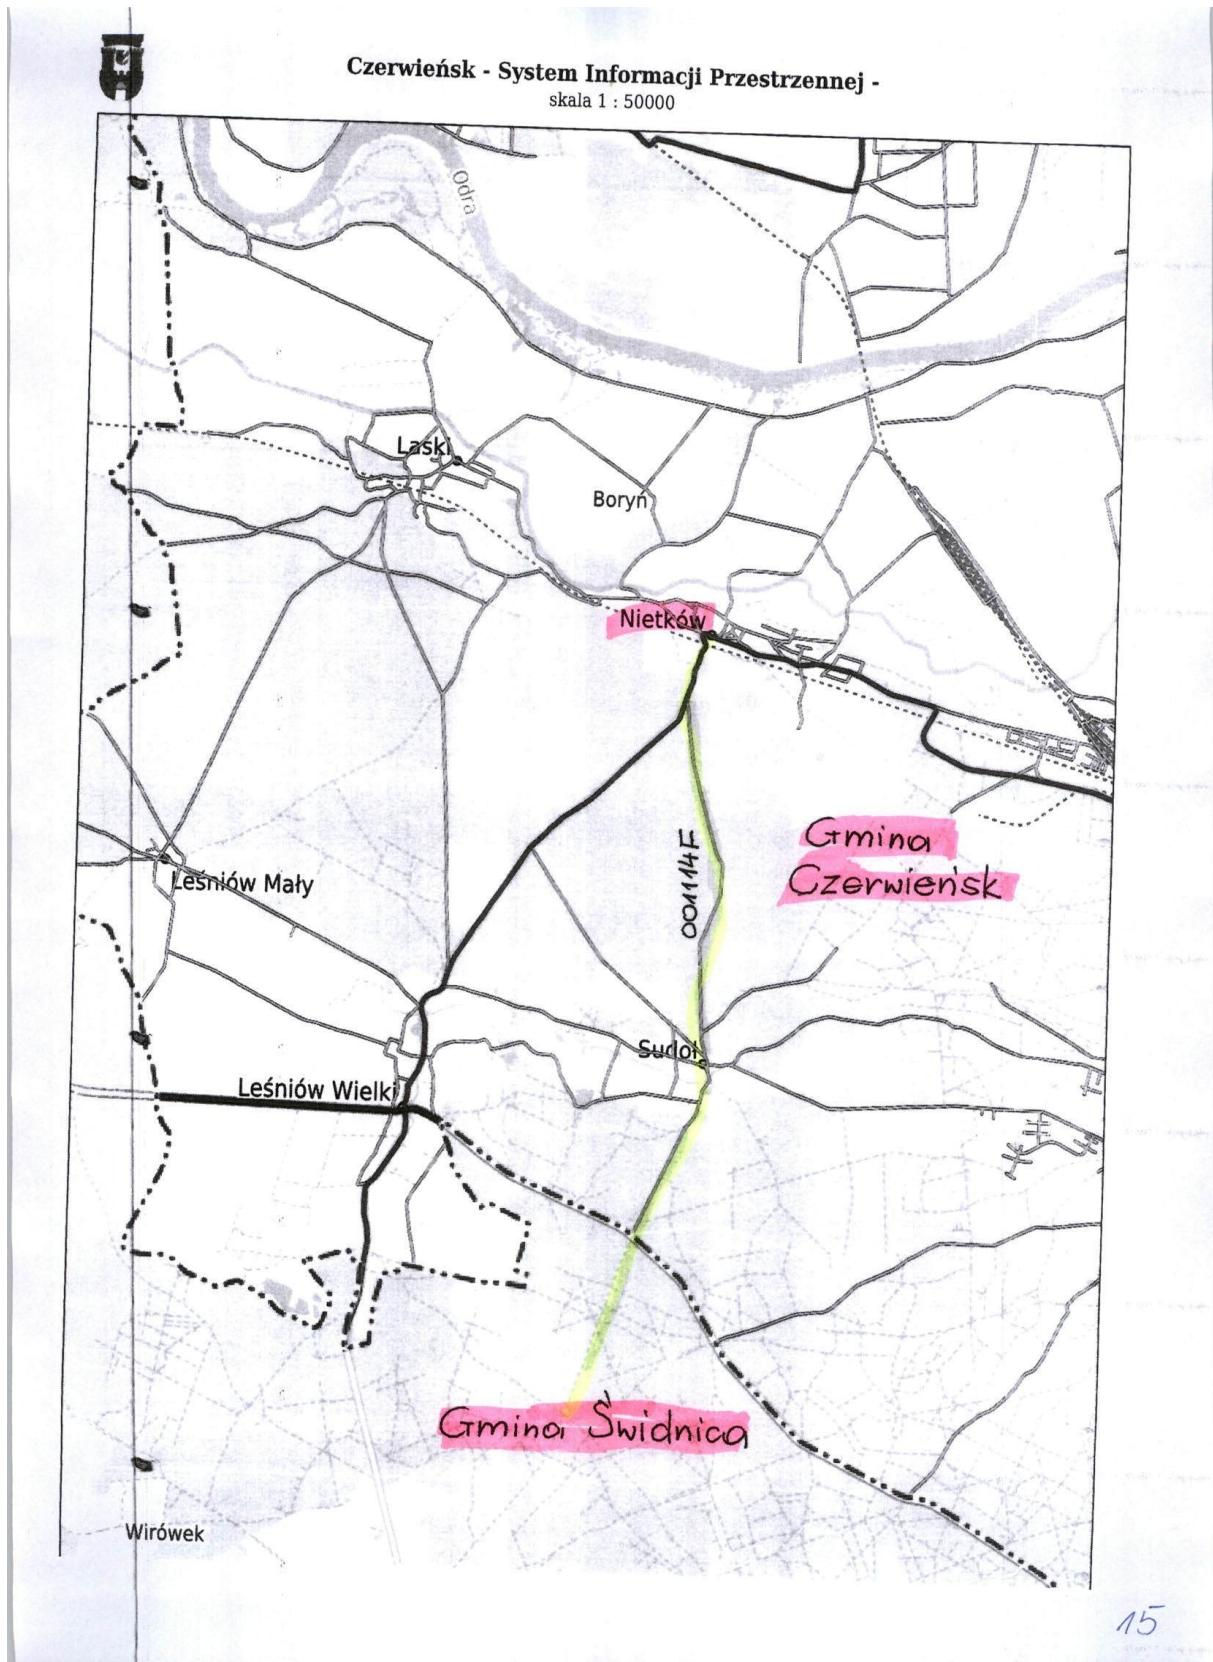 Czerwieńsk - System Informacji Przestrzennej -
skala 1 : 50000
Odra
Laski
Boryń
Nietków
Gmina
Czerwieńsk
001114F
Leśniów Mały
Sudoł
Leśniów Wielki
Gmina Świdnica
Wirówek
15